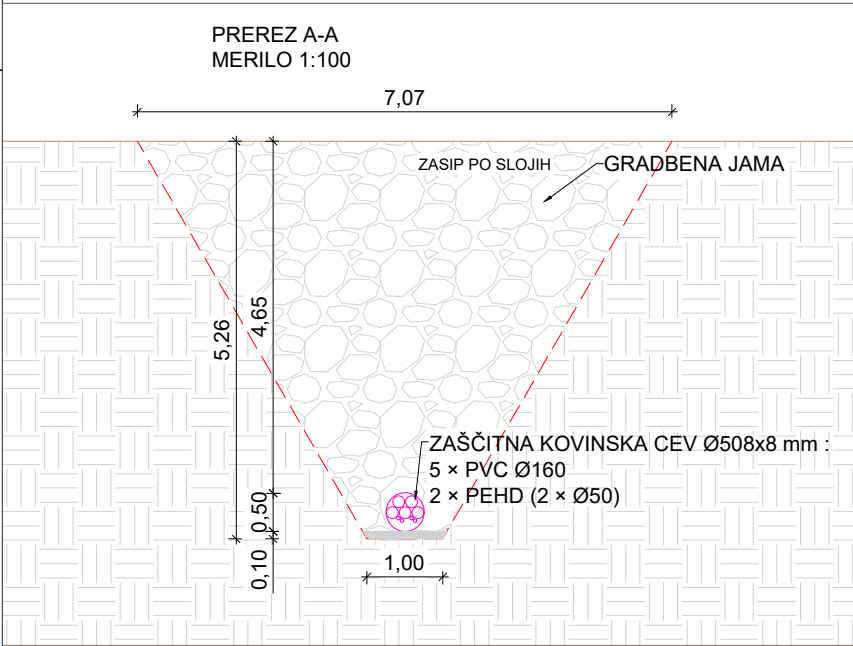 PREREZ A-A
MERILO 1:100
7,07
ZASIP PO SLOJIH
GRADBENA JAMA
5,26
4,65
ZAŠČITNA KOVINSKA CEV Ø508x8 mm :
5 × PVC Ø160
2 × PEHD (2 × Ø50)
0,50
0,10
1,00